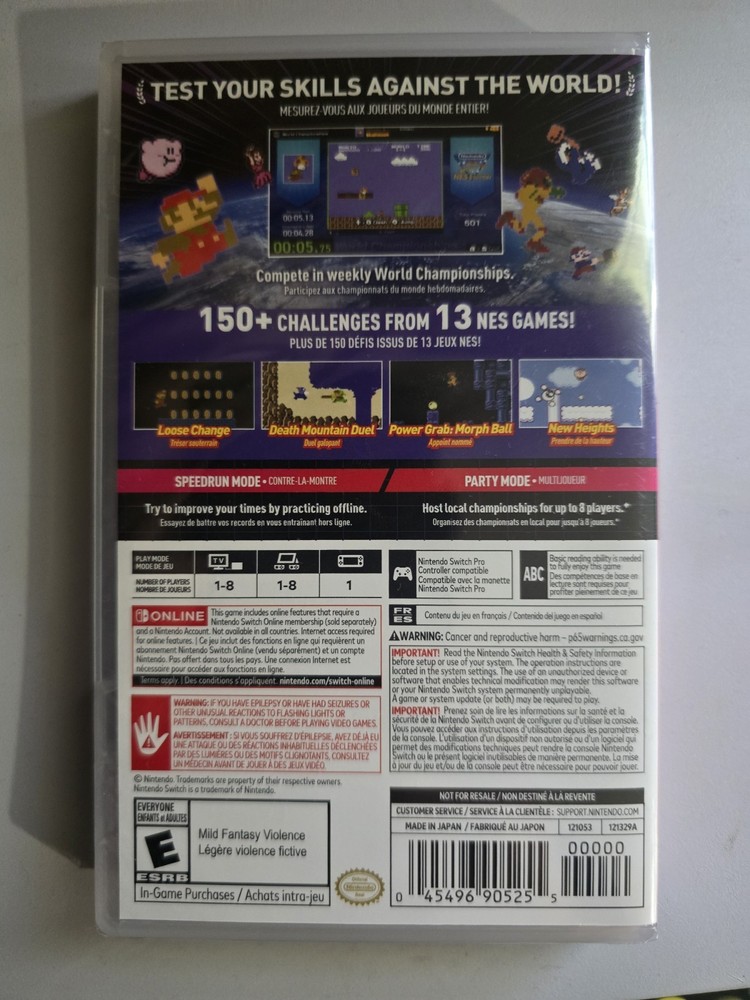 TEST YOUR SKILLS AGAINST THE WORLD!
MESUREZ-VOUS AUX JOUEURS DU MONDE ENTIER!
00:05.13
00:04.28
00:05.75
501
Compete in weekly World Championships.
Participez aux championnats du monde hebdomadaires.
150+ CHALLENGES FROM 13 NES GAMES!
PLUS DE 150 DÉFIS ISSUS DE 13 JEUX NES!
Loose Change
Trésor souterrain
Death Mountain Duel
Duel galopant
Power Grab: Morph Ball
Appoint nommé
New Heights
Prendre de la hauteur
SPEEDRUN MODE • CONTRE-LA-MONTRE
PARTY MODE • MULTIJOUEUR
Try to improve your times by practicing offline.
Essayez de battre vos records en vous entraînant hors ligne.
Host local championships for up to 8 players.*
Organisez des championnats en local pour jusqu'à 8 joueurs.*
PLAY MODE
MODE DE JEU
TV
NUMBER OF PLAYERS
NOMBRE DE JOUEURS
1-8
1-8
1
Nintendo Switch Pro
Controller compatible
Compatible avec la manette
Nintendo Switch Pro
ABC
Basic reading ability is needed
to fully enjoy this game
Des compétences de base en
lecture sont requises pour
profiter pleinement de ce jeu
ONLINE
This game includes online features that require a
Nintendo Switch Online membership (sold separately)
and a Nintendo Account. Not available in all countries. Internet access required
for online features. | Ce jeu inclut des fonctions en ligne qui requièrent un
abonnement Nintendo Switch Online (vendu séparément) et un compte
Nintendo. Pas offert dans tous les pays. Une connexion Internet est
nécessaire pour accéder aux fonctions en ligne.
Terms apply. | Des conditions s'appliquent. nintendo.com/switch-online
FR
ES
Contenu du jeu en français / Contenido del juego en español
WARNING: Cancer and reproductive harm – p65warnings.ca.gov
IMPORTANT! Read the Nintendo Switch Health & Safety Information
before setup or use of your system. The operation instructions are
located in the system settings. The use of an unauthorized device or
software that enables technical modification may render this software
or your Nintendo Switch system permanently unplayable.
A game or system update (or both) may be required to play.
IMPORTANT! Prenez soin de lire les informations sur la santé et la
sécurité de la Nintendo Switch avant de configurer ou d'utiliser la console.
Vous pouvez accéder aux instructions d'utilisation depuis les paramètres
de la console. L'utilisation d'un dispositif non autorisé ou d'un logiciel qui
permet des modifications techniques peut rendre la console Nintendo
Switch ou le présent logiciel inutilisables de manière permanente. La mise
à jour du jeu et/ou de la console peut être nécessaire pour pouvoir jouer.
WARNING: IF YOU HAVE EPILEPSY OR HAVE HAD SEIZURES OR
OTHER UNUSUAL REACTIONS TO FLASHING LIGHTS OR
PATTERNS, CONSULT A DOCTOR BEFORE PLAYING VIDEO GAMES.
AVERTISSEMENT : SI VOUS SOUFFREZ D'ÉPILEPSIE, AVEZ DÉJÀ EU
UNE ATTAQUE OU DES RÉACTIONS INHABITUELLES DÉCLENCHÉES
PAR DES LUMIÈRES OU DES MOTIFS CLIGNOTANTS, CONSULTEZ
UN MÉDECIN AVANT DE JOUER À DES JEUX VIDÉO.
© Nintendo. Trademarks are property of their respective owners.
Nintendo Switch is a trademark of Nintendo.
EVERYONE
ENFANTS et ADULTES
E
ESRB
Mild Fantasy Violence
Légère violence fictive
In-Game Purchases / Achats intra-jeu
Official
Nintendo
Seal
NOT FOR RESALE / NON DESTINÉ À LA REVENTE
CUSTOMER SERVICE / SERVICE À LA CLIENTÈLE : SUPPORT.NINTENDO.COM
MADE IN JAPAN / FABRIQUÉ AU JAPON
121053
121329A
00000
0 45496 90525 5